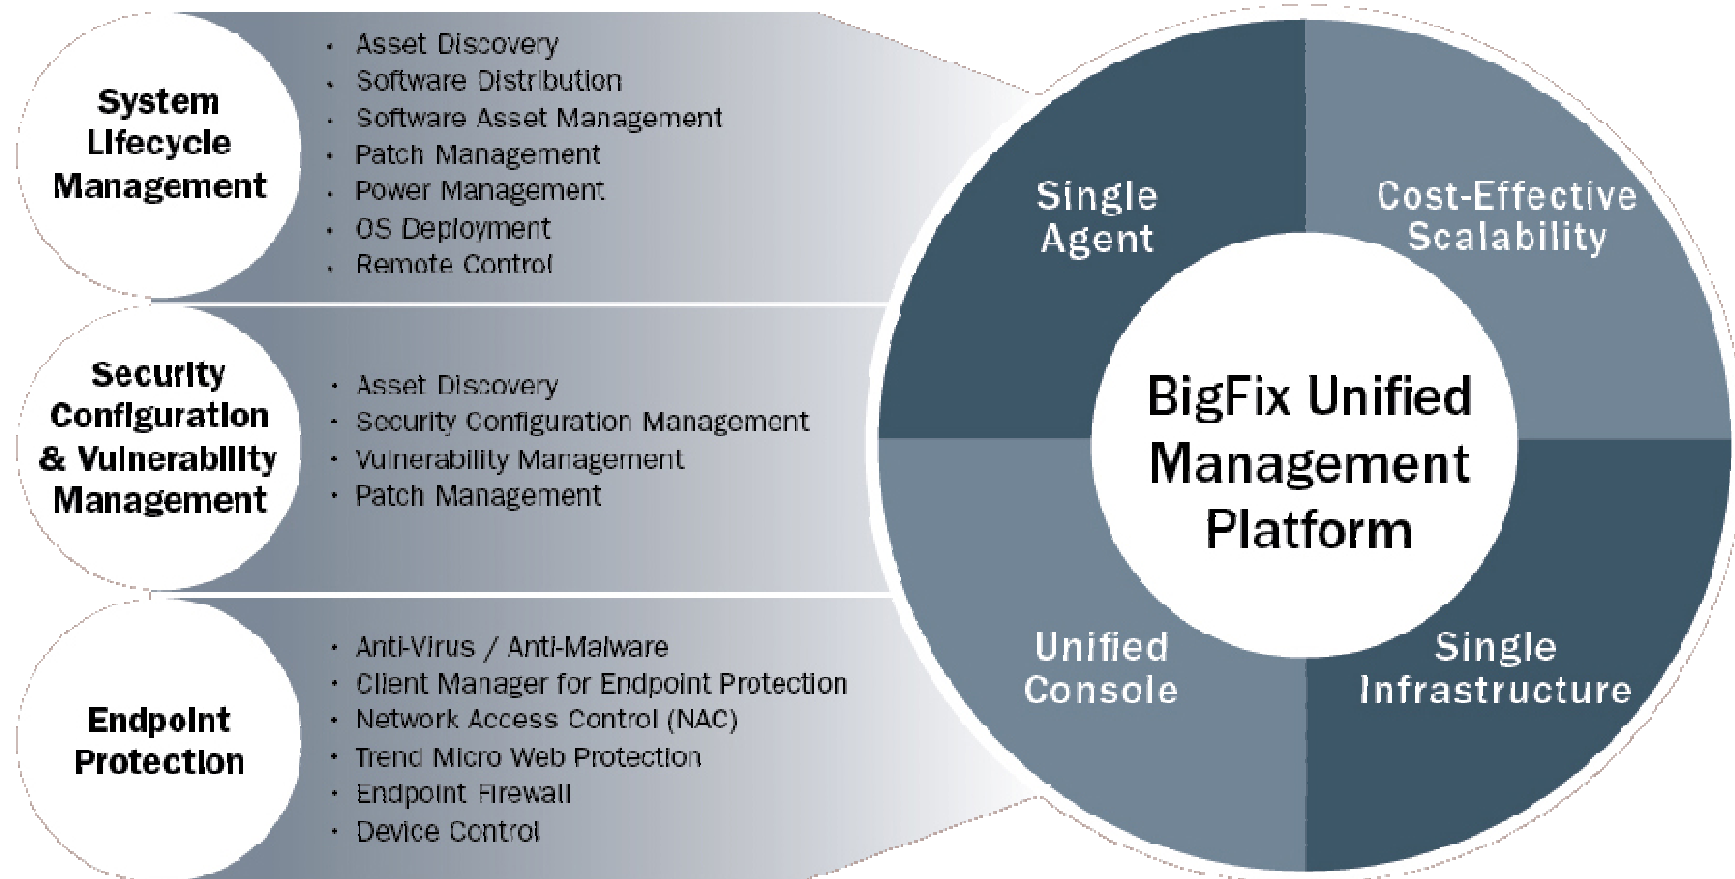 System
Lifecycle
Management
• Asset Discovery
• Software Distribution
• Software Asset Management
• Patch Management
• Power Management
• OS Deployment
• Remote Control
Security
Configuration
& Vulnerability
Management
• Asset Discovery
• Security Configuration Management
• Vulnerability Management
• Patch Management
Endpoint
Protection
• Anti-Virus / Anti-Malware
• Client Manager for Endpoint Protection
• Network Access Control (NAC)
• Trend Micro Web Protection
• Endpoint Firewall
• Device Control
Single
Agent
Cost-Effective
Scalability
BigFix Unified
Management
Platform
Unified
Console
Single
Infrastructure